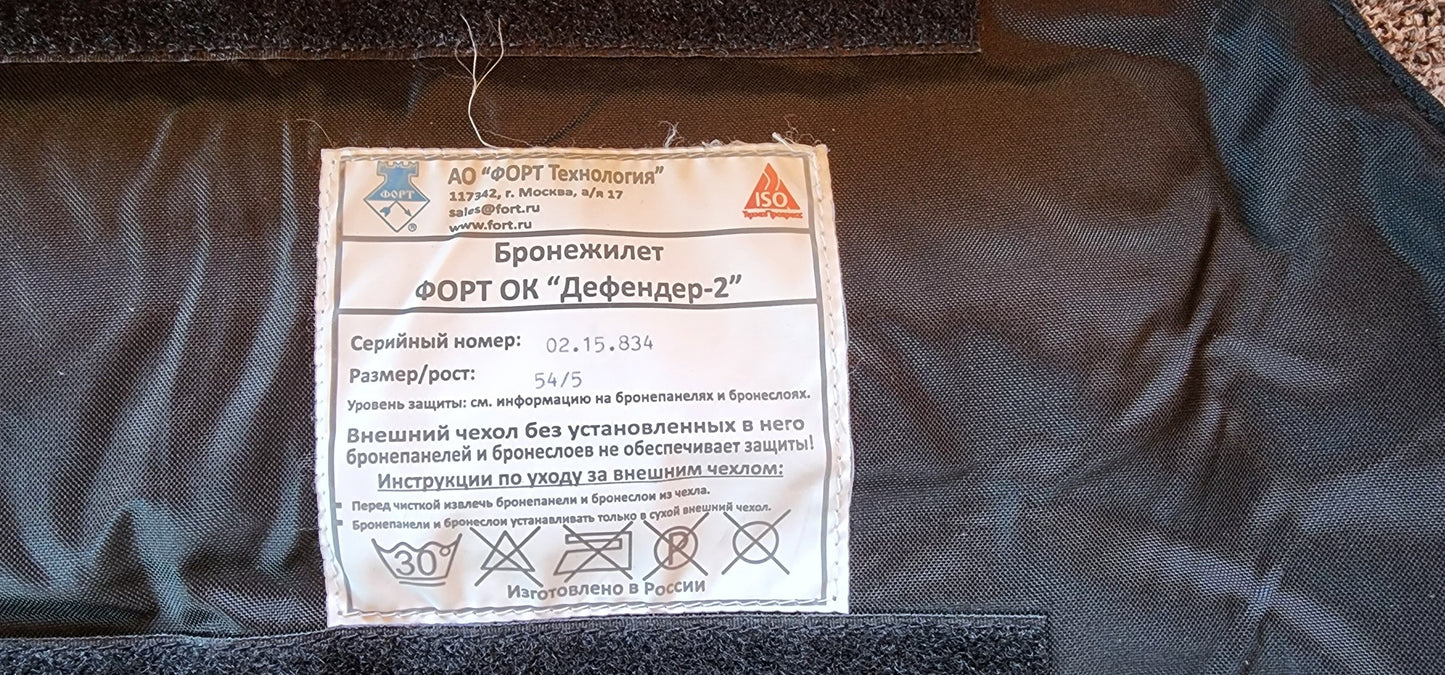 ФОРТ
®
АО “ФОРТ Технология”
117342, г. Москва, а/я 17
sales@fort.ru
www.fort.ru
ISO
ТехноПрогресс
Бронежилет
ФОРТ ОК “Дефендер-2”
Серийный номер: 02.15.834
Размер/рост: 54/5
Уровень защиты: см. информацию на бронепанелях и бронеслоях.
Внешний чехол без установленных в него
бронепанелей и бронеслоев не обеспечивает защиты!
Инструкции по уходу за внешним чехлом:
Перед чисткой извлечь бронепанели и бронеслои из чехла.
Бронепанели и бронеслои устанавливать только в сухой внешний чехол.
30°
P
Изготовлено в России